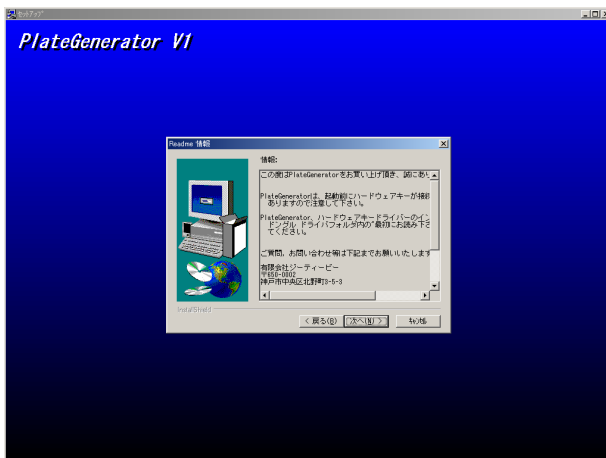 セットアップ
PlateGenerator V1
Readme 情報
情報:
この度はPlateGeneratorをお買い上げ頂き、誠にあり
PlateGeneratorは、起動前にハードウェアキーが接続
ありますので注意して下さい。
PlateGenerator、ハードウェアキードライバーのイン
ドングル ドライバフォルダ内の"最初にお読み下さ
てください。
ご質問、お問い合わせ等は下記までお願いいたします
有限会社ジーティービー
〒650-0002
神戸市中央区北野町3-5-3
InstallShield
< 戻る(B)
次へ(N) >
キャンセル